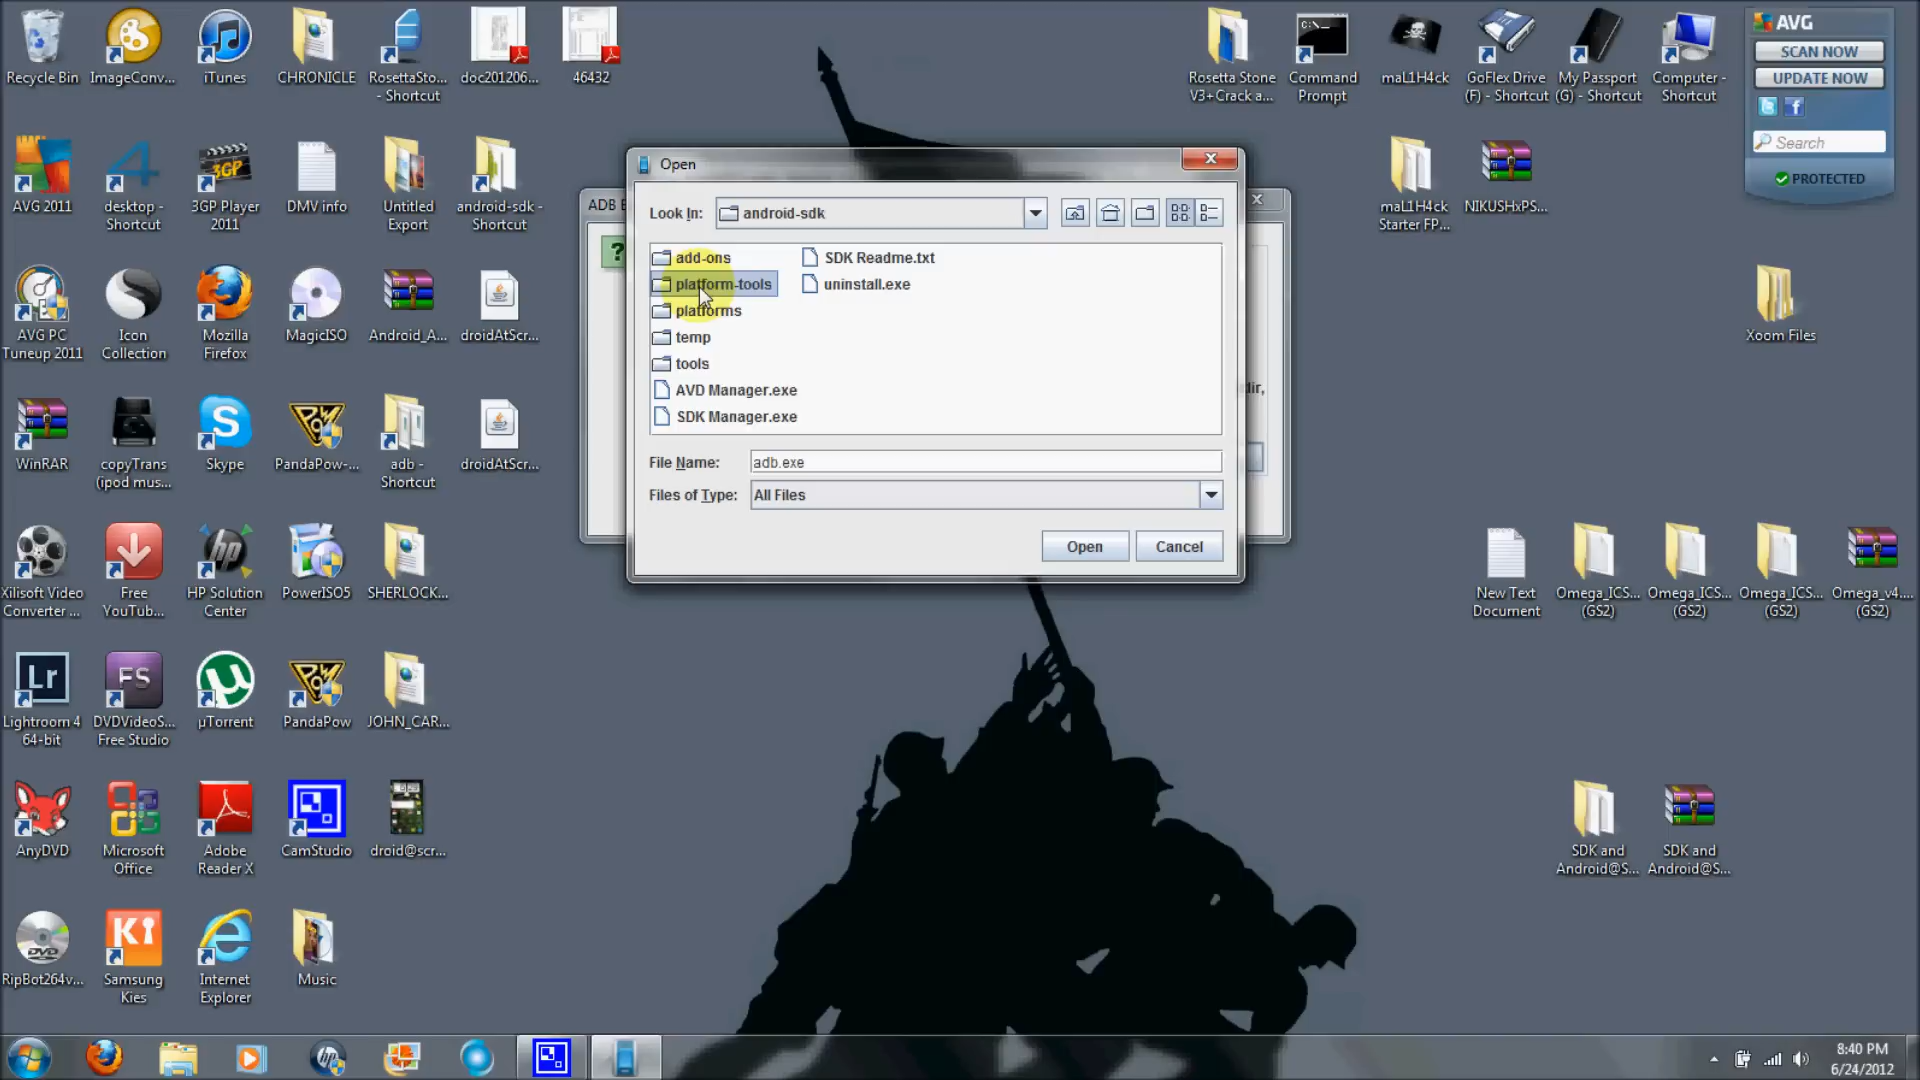 Recycle Bin
ImageConv...
iTunes
CHRONICLE
RosettaSto...
- Shortcut
doc201206...
46432
Rosetta Stone
V3+Crack a...
C:\_
Command
Prompt
maL1H4ck
GoFlex Drive
(F) - Shortcut
My Passport
(G) - Shortcut
Computer -
Shortcut
AVG
SCAN NOW
UPDATE NOW
Search
PROTECTED
AVG 2011
desktop -
Shortcut
3GP
3GP Player
2011
DMV info
Untitled
Export
android-sdk -
Shortcut
maL1H4ck
Starter FP...
NIKUSHxPS...
AVG PC
Tuneup 2011
Icon
Collection
Mozilla
Firefox
MagicISO
Android_A...
droidAtScr...
Xoom Files
ADB E
?
dir,
Open
Look In:
android-sdk
add-ons
platform-tools
platforms
temp
tools
AVD Manager.exe
SDK Manager.exe
SDK Readme.txt
uninstall.exe
File Name:
adb.exe
Files of Type:
All Files
Open
Cancel
WinRAR
copyTrans
(ipod mus...
Skype
PandaPow-...
adb -
Shortcut
droidAtScr...
Xilisoft Video
Converter ...
Free
YouTub...
HP Solution
Center
PowerISO5
SHERLOCK...
New Text
Document
Omega_ICS...
(GS2)
Omega_ICS...
(GS2)
Omega_ICS...
(GS2)
Omega_v4....
(GS2)
Lr
Lightroom 4
64-bit
FS
DVDVideoS...
Free Studio
µTorrent
PandaPow
JOHN_CAR...
AnyDVD
Microsoft
Office
Adobe
Reader X
CamStudio
droid@scr...
SDK and
Android@S...
SDK and
Android@S...
DVD
RipBot264v...
Ki
Samsung
Kies
Internet
Explorer
Music
8:40 PM
6/24/2012